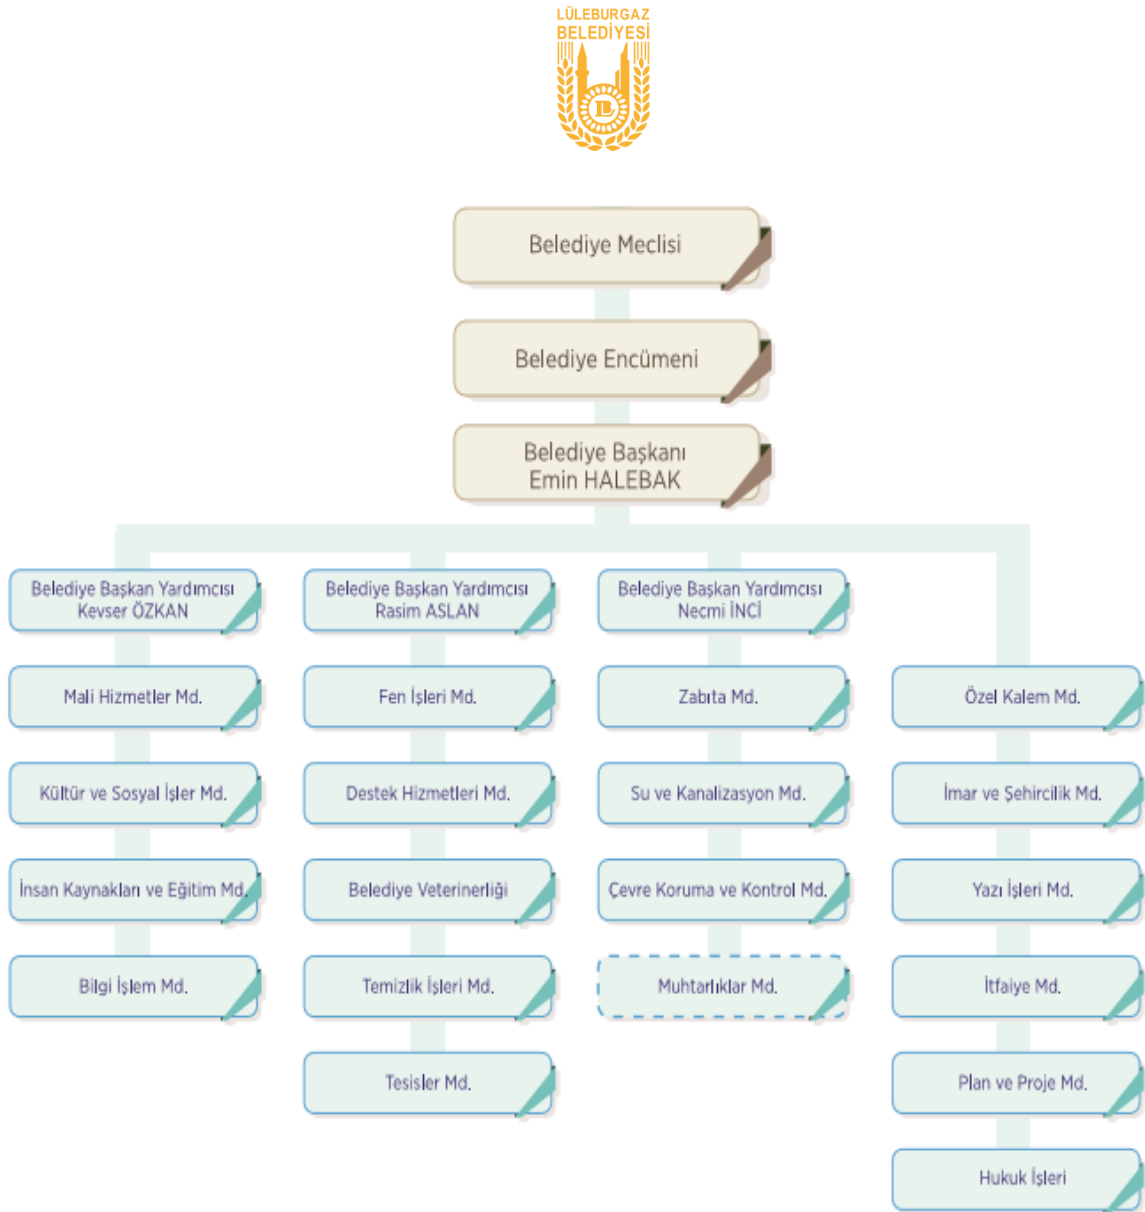 LÜLEBURGAZ
BELEDİYESİ
LB
Belediye Meclisi
Belediye Encümeni
Belediye Başkanı
Emin HALEBAK
Belediye Başkan Yardımcısı
Kevser ÖZKAN
Mali Hizmetler Md.
Kültür ve Sosyal İşler Md.
İnsan Kaynakları ve Eğitim Md.
Bilgi İşlem Md.
Belediye Başkan Yardımcısı
Rasim ASLAN
Fen İşleri Md.
Destek Hizmetleri Md.
Belediye Veterinerliği
Temizlik İşleri Md.
Tesisler Md.
Belediye Başkan Yardımcısı
Necmi İNCİ
Zabıta Md.
Su ve Kanalizasyon Md.
Çevre Koruma ve Kontrol Md.
Muhtarlıklar Md.
Özel Kalem Md.
İmar ve Şehircilik Md.
Yazı İşleri Md.
İtfaiye Md.
Plan ve Proje Md.
Hukuk İşleri